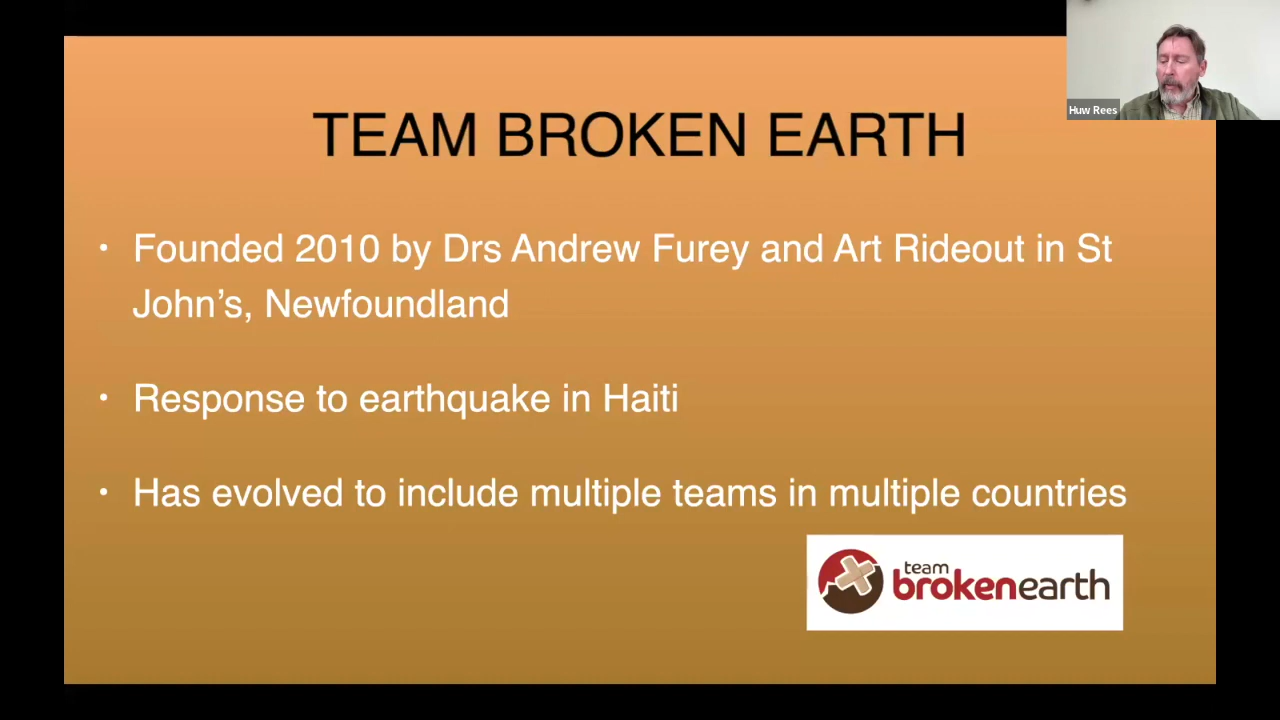 Huw Rees
TEAM BROKEN EARTH
• Founded 2010 by Drs Andrew Furey and Art Rideout in St
John’s, Newfoundland
• Response to earthquake in Haiti
• Has evolved to include multiple teams in multiple countries
team
brokenearth